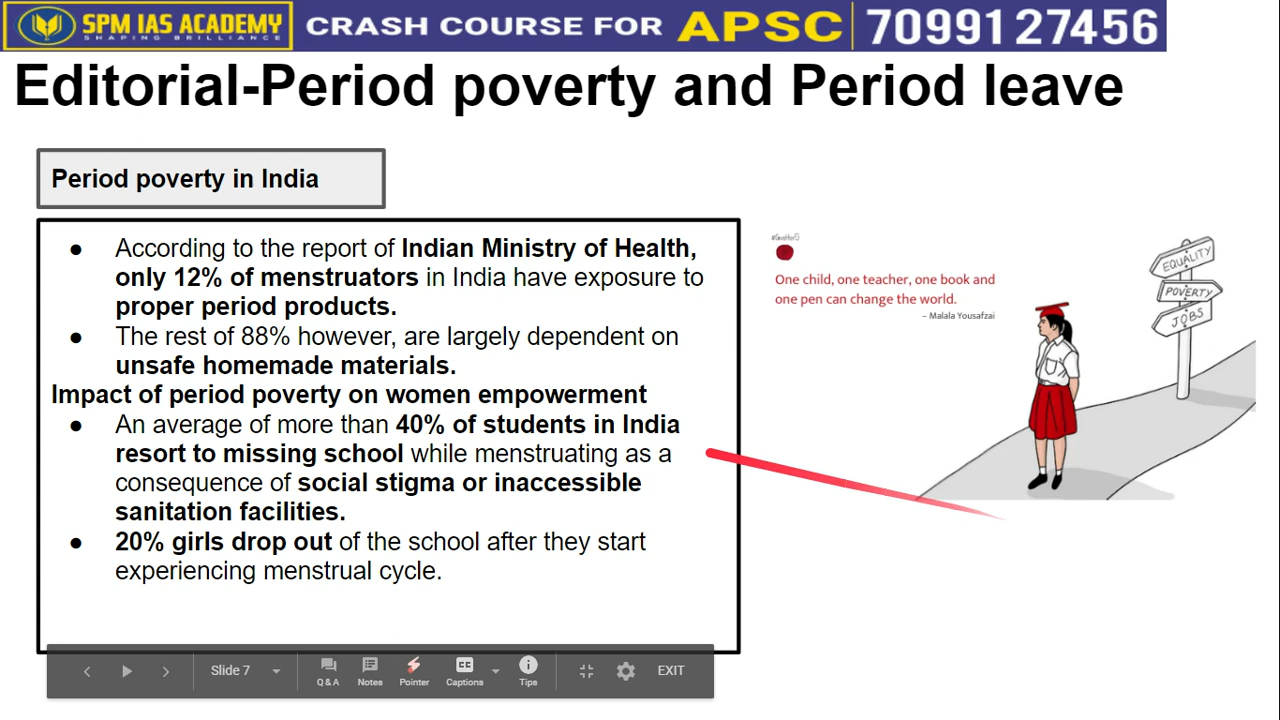 SPM IAS ACADEMY
SHAPING BRILLIANCE
CRASH COURSE FOR APSC 7099127456
Editorial-Period poverty and Period leave
Period poverty in India
● According to the report of Indian Ministry of Health,
only 12% of menstruators in India have exposure to
proper period products.
● The rest of 88% however, are largely dependent on
unsafe homemade materials.
Impact of period poverty on women empowerment
● An average of more than 40% of students in India
resort to missing school while menstruating as a
consequence of social stigma or inaccessible
sanitation facilities.
● 20% girls drop out of the school after they start
experiencing menstrual cycle.
One child, one teacher, one book and
one pen can change the world.
– Malala Yousafzai
EQUALITY
POVERTY
JOBS
Slide 7
Q & A
Notes
Pointer
CC
Captions
Tips
EXIT